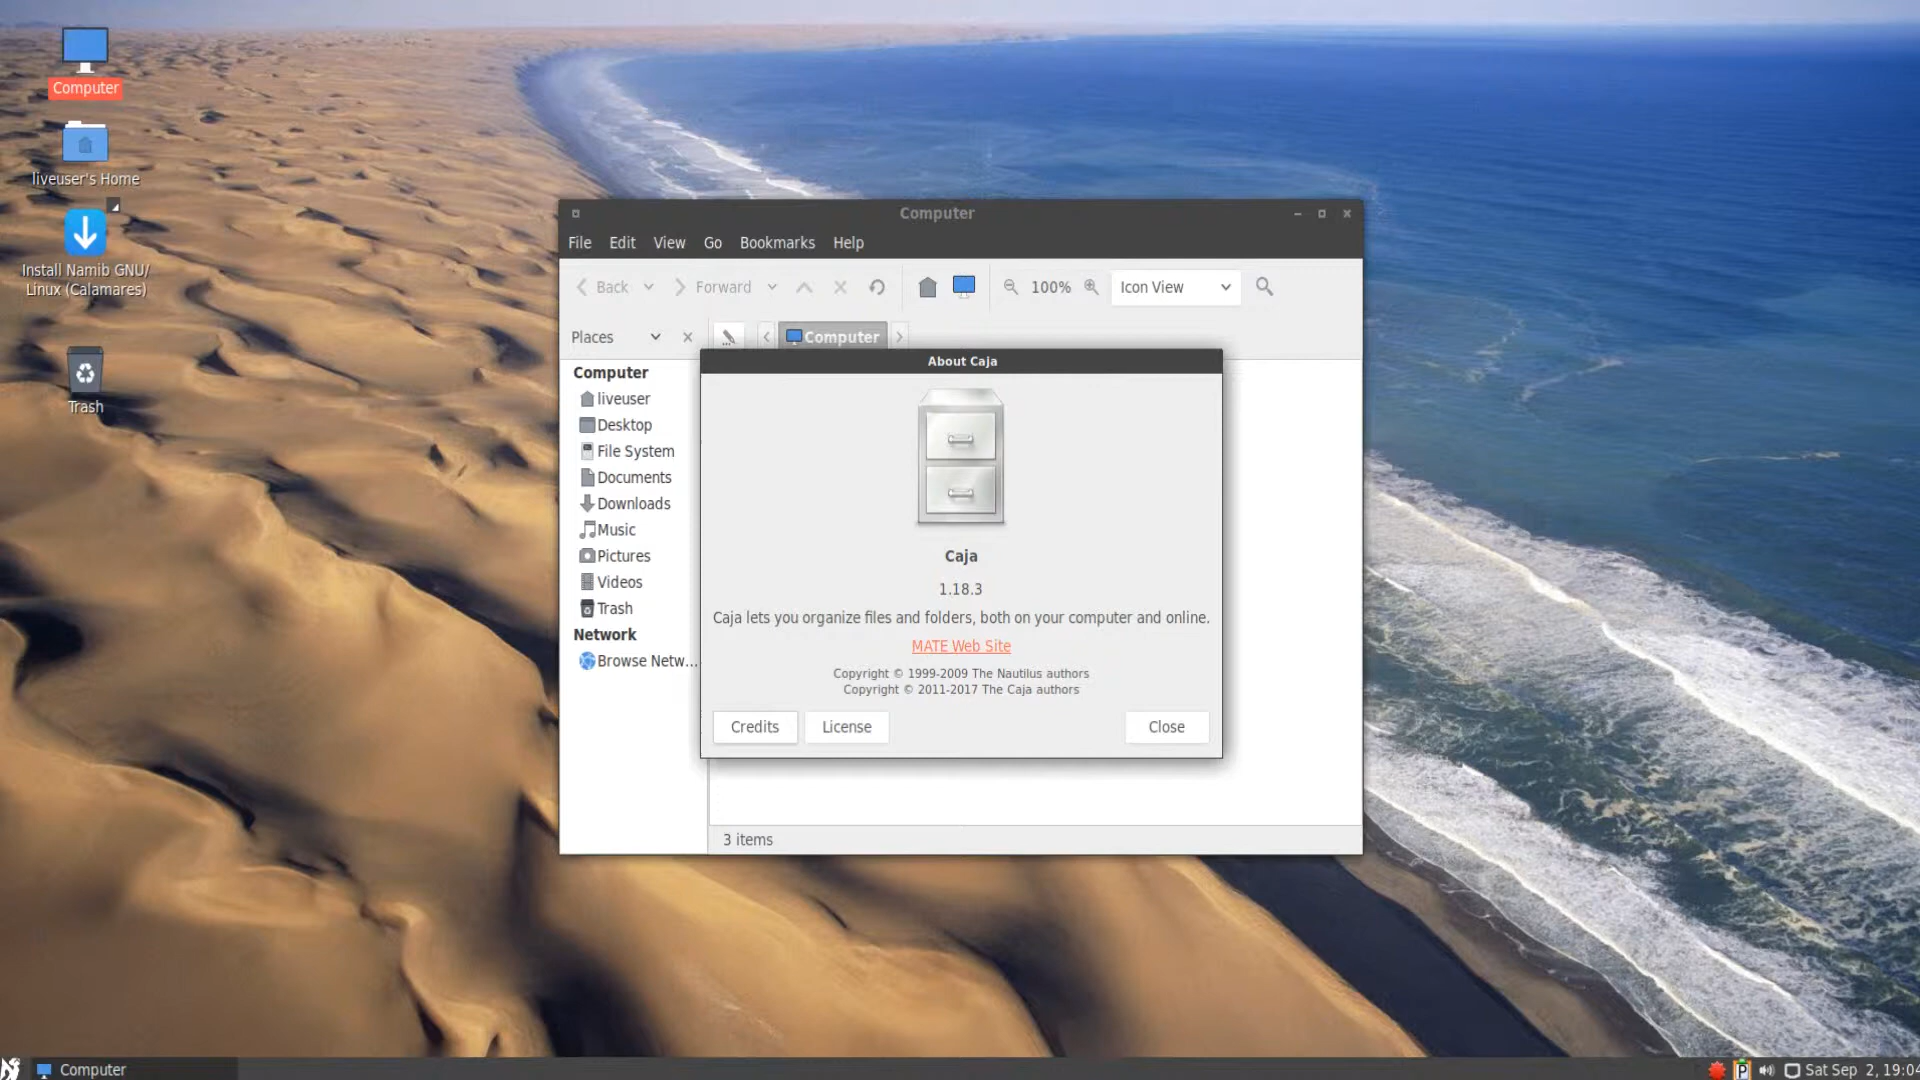 Computer
liveuser's Home
Install Namib GNU/
Linux (Calamares)
Trash
Computer
File Edit View Go Bookmarks Help
Back Forward 100% Icon View
Places Computer
Computer
liveuser
Desktop
File System
Documents
Downloads
Music
Pictures
Videos
Trash
Network
Browse Netw...
About Caja
Caja
1.18.3
Caja lets you organize files and folders, both on your computer and online.
MATE Web Site
Copyright © 1999-2009 The Nautilus authors
Copyright © 2011-2017 The Caja authors
Credits License Close
3 items
Computer
P
Sat Sep 2, 19:04